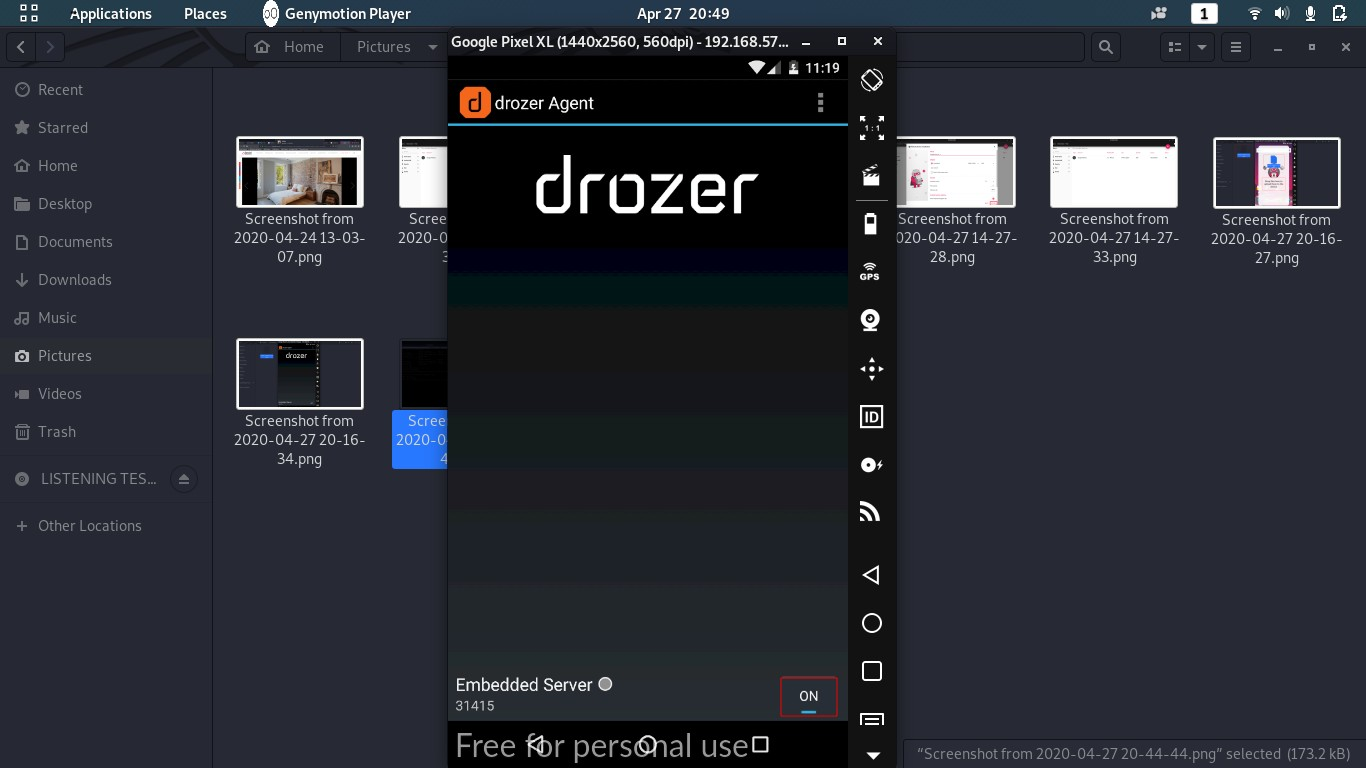 Applications Places Genymotion Player Apr 27 20:49 1
Home Pictures
Google Pixel XL (1440x2560, 560dpi) - 192.168.57...
11:19
drozer Agent
drozer
Recent
Starred
Home
Desktop
Documents
Downloads
Music
Pictures
Videos
Trash
LISTENING TES...
Other Locations
Screenshot from
2020-04-24 13-03-
07.png
Scree
2020-0
Screenshot from
020-04-27 14-27-
28.png
Screenshot from
2020-04-27 14-27-
33.png
Screenshot from
2020-04-27 20-16-
27.png
Screenshot from
2020-04-27 20-16-
34.png
Scree
2020-0
4
1:1
GPS
ID
Embedded Server
31415
ON
Free for personal use
“Screenshot from 2020-04-27 20-44-44.png” selected (173.2 kB)